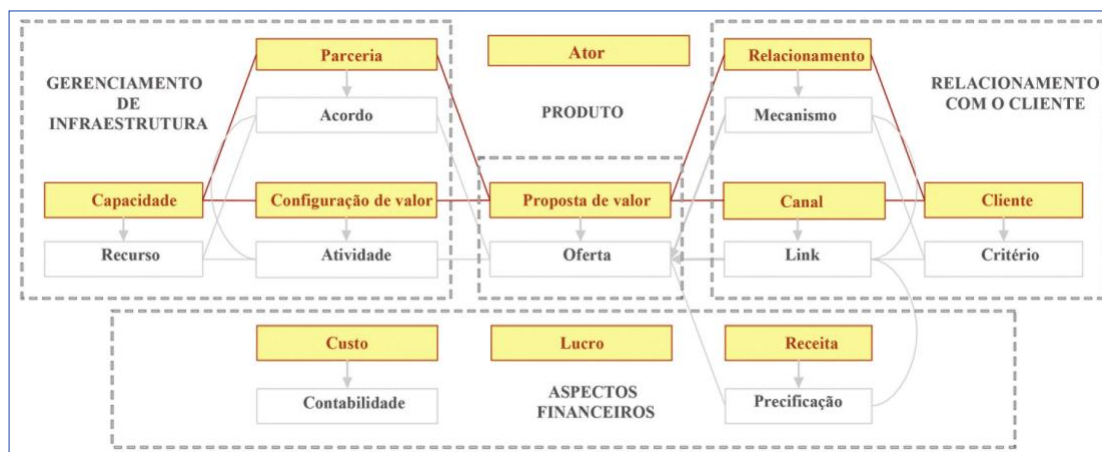 Parceria
Ator
Relacionamento
GERENCIAMENTO
DE
INFRAESTRUTURA
Acordo
PRODUTO
Mecanismo
RELACIONAMENTO
COM O CLIENTE
Capacidade
Configuração de valor
Proposta de valor
Canal
Cliente
Recurso
Atividade
Oferta
Link
Critério
Custo
Lucro
Receita
Contabilidade
ASPECTOS
FINANCEIROS
Precificação